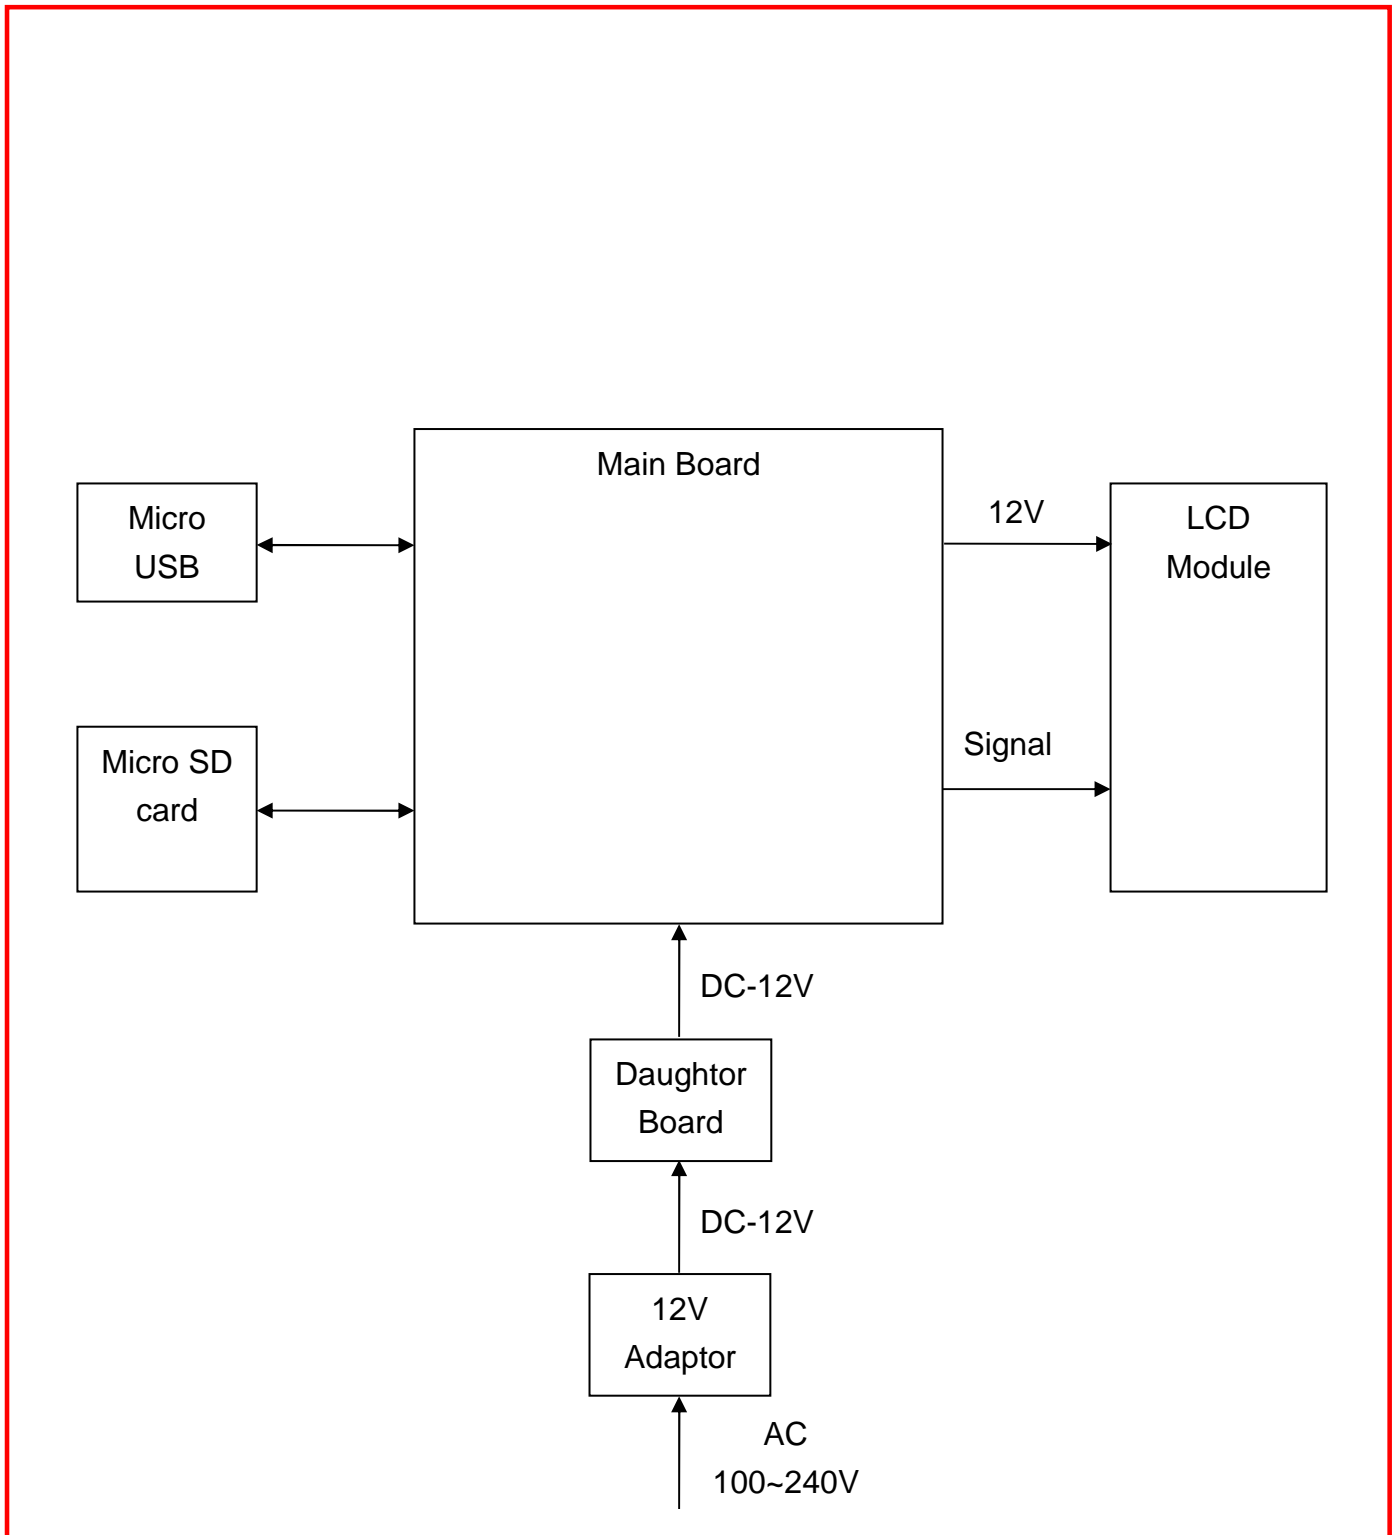 Main Board
Micro
USB
12V
LCD
Module
Micro SD
card
Signal
DC-12V
Daughtor
Board
DC-12V
12V
Adaptor
AC
100~240V